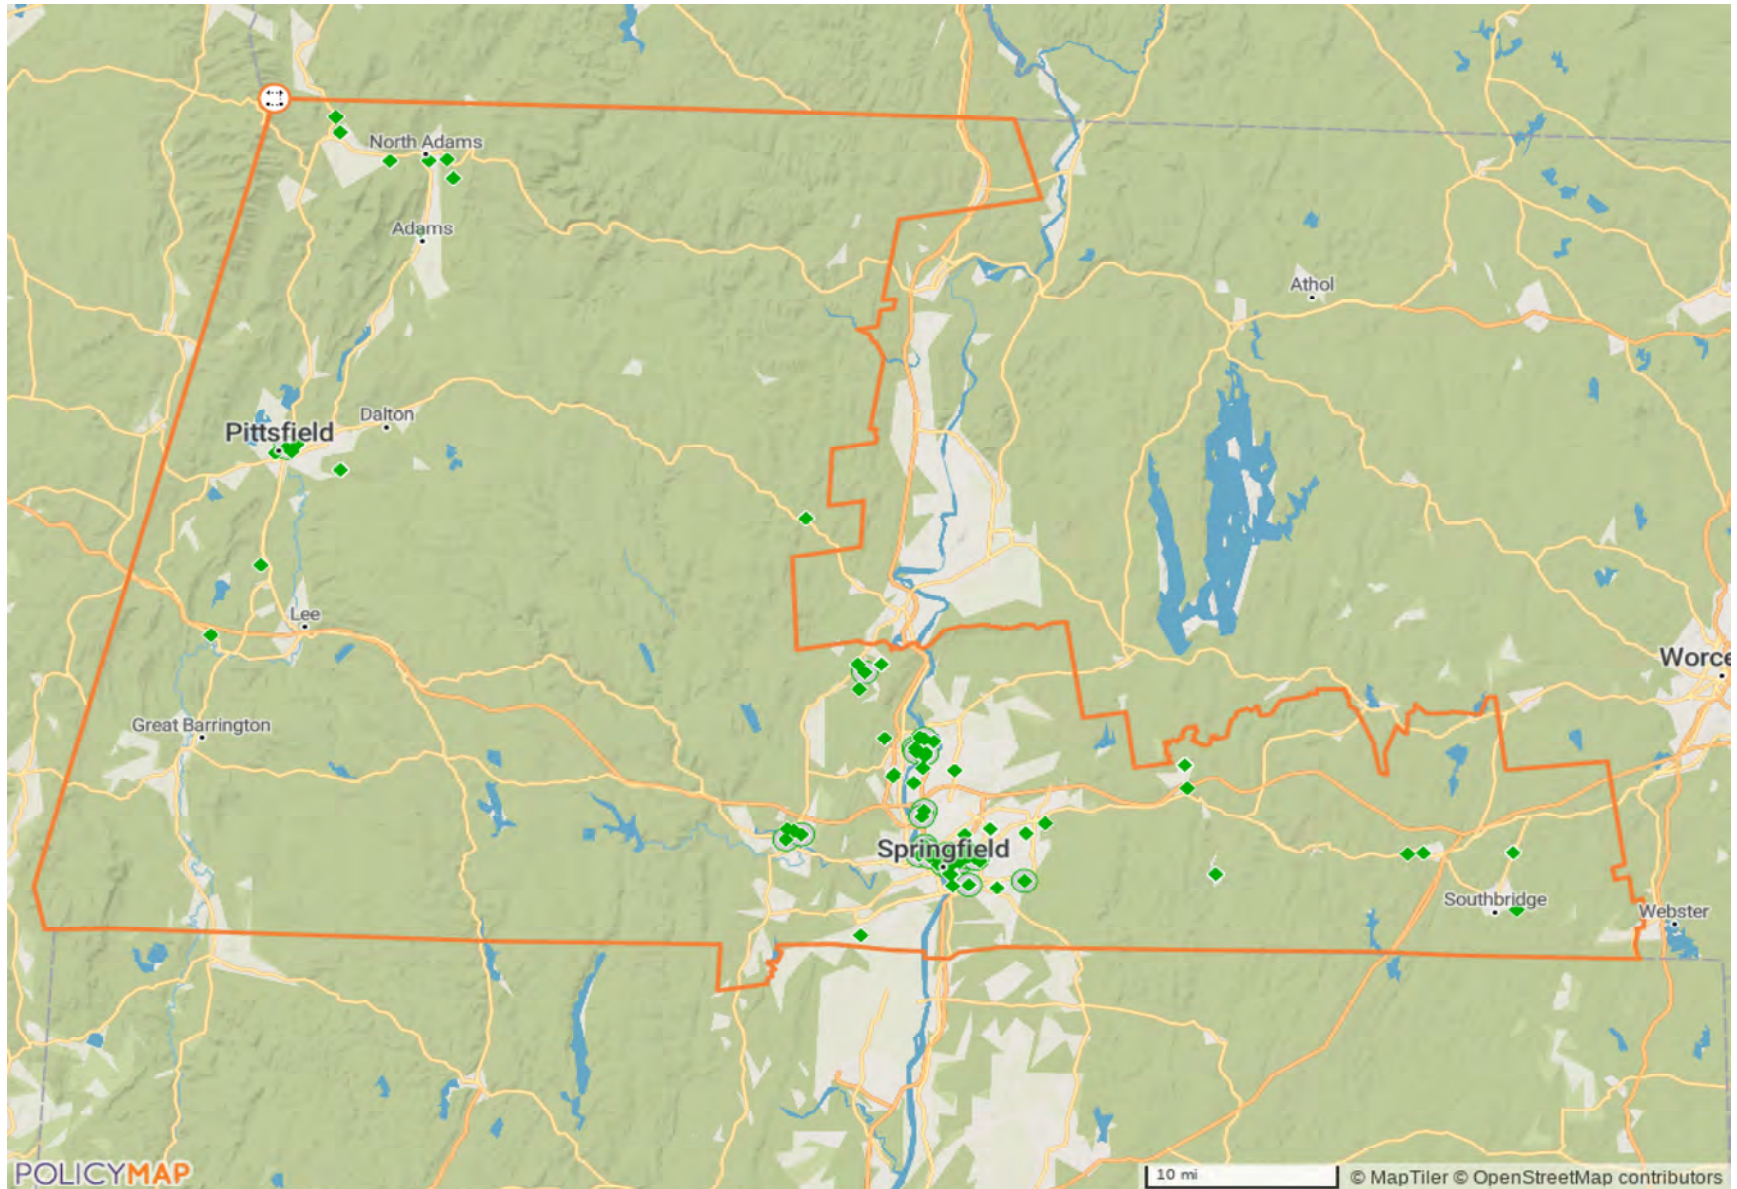 North Adams
Adams
Athol
Dalton
Pittsfield
Lee
Worce
Great Barrington
Springfield
Southbridge
Webster
POLICYMAP
10 mi
© MapTiler © OpenStreetMap contributors